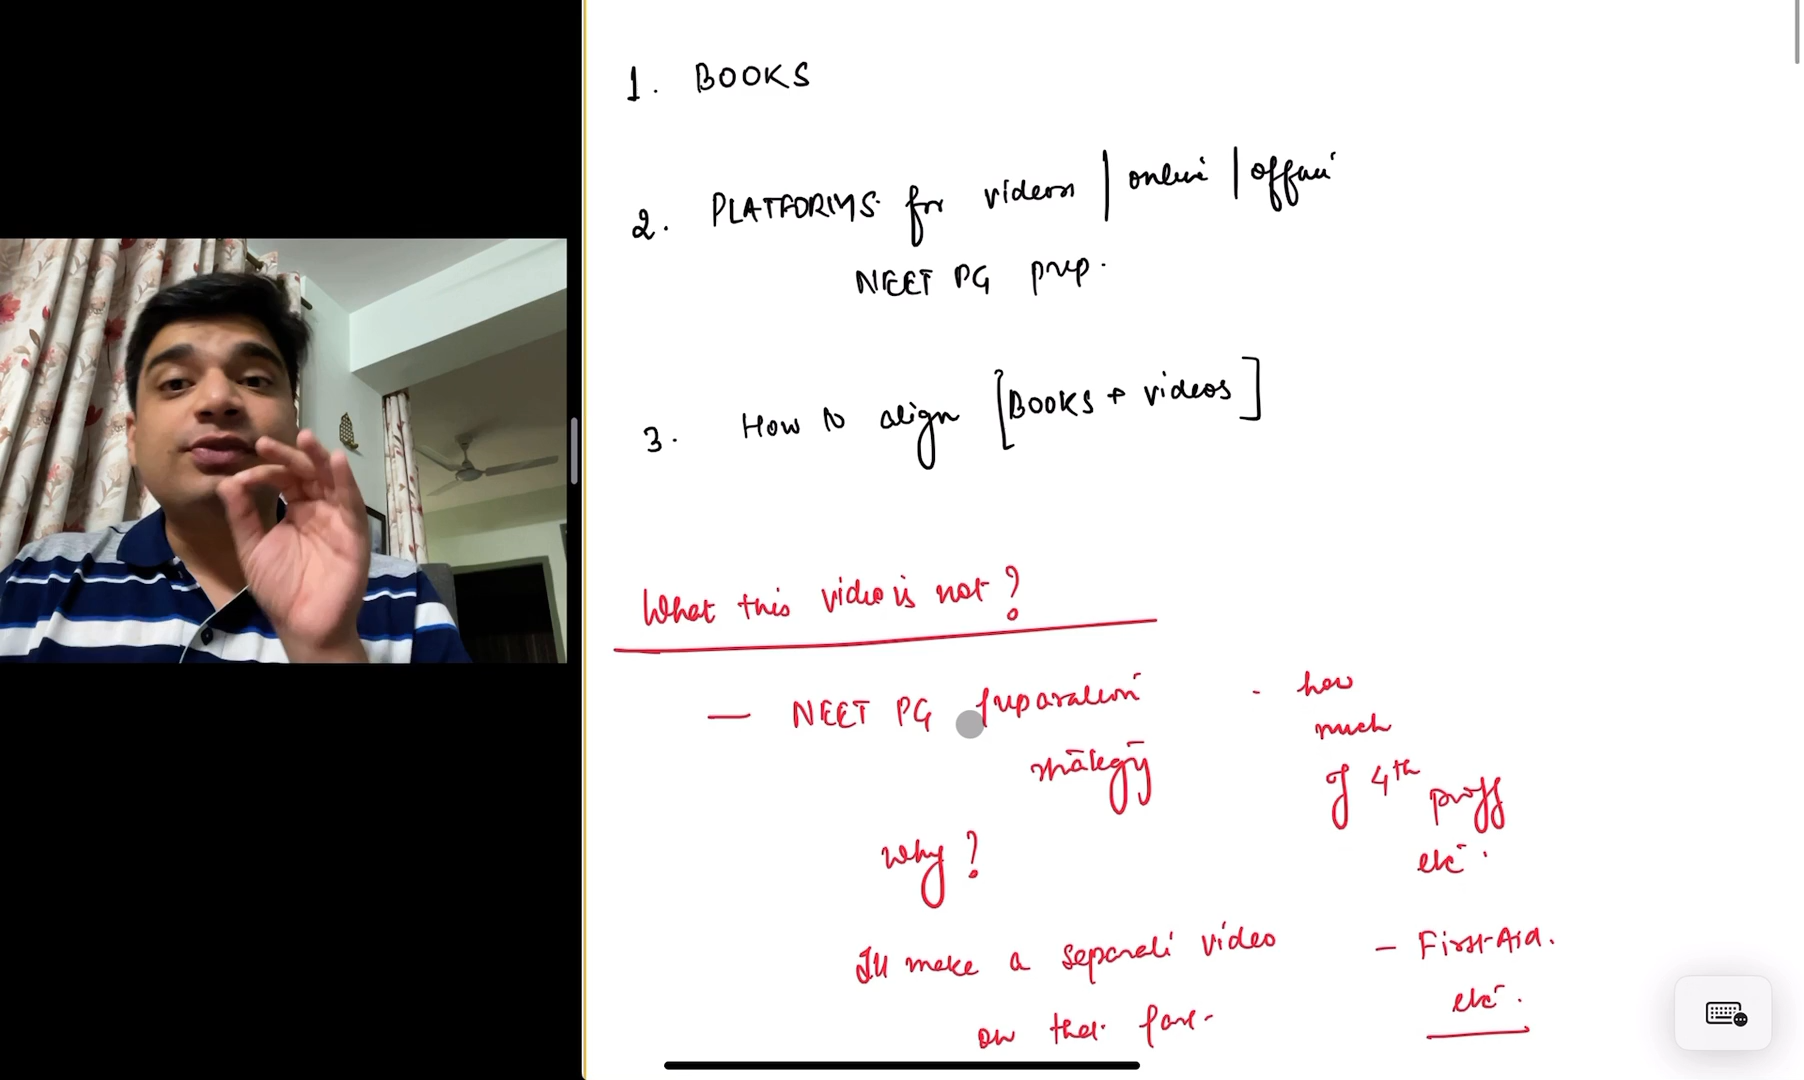 1. BOOKS
2. PLATFORMS for videos | online | offline
NEET PG prep.
3. How to align [BOOKS + videos]
What this video is not?
— NEET PG preparation
strategy
- how
much
of 4th
proff
etc.
why?
I'll make a separate video
on that part.
- First-Aid.
etc.